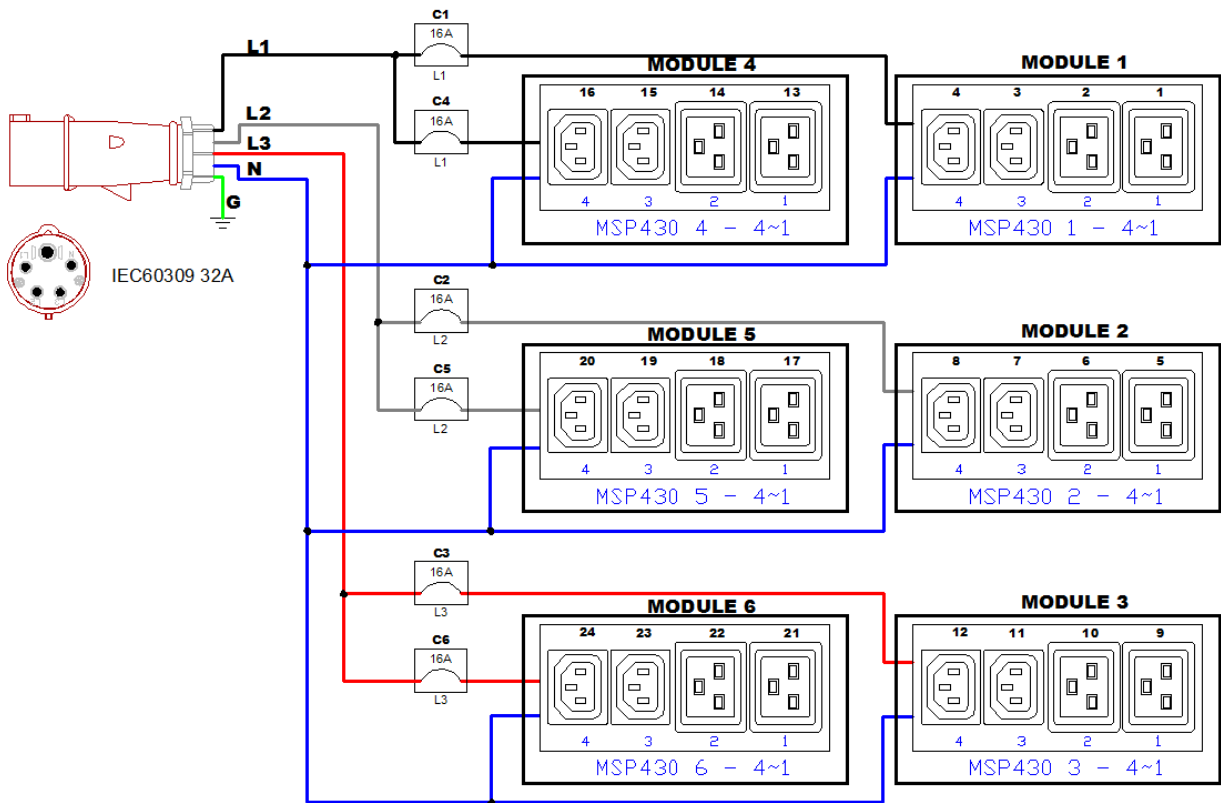 C1
16A
L1
L1
MODULE 4
MODULE 1
C4
16A
L1
16 15 14 13
4 3 2 1
4 3 2 1
4 3 2 1
MSP430 4 - 4~1
MSP430 1 - 4~1
L2
L3
N
G
IEC60309 32A
C2
16A
L2
MODULE 5
MODULE 2
C5
16A
L2
20 19 18 17
8 7 6 5
4 3 2 1
4 3 2 1
MSP430 5 - 4~1
MSP430 2 - 4~1
C3
16A
L3
MODULE 6
MODULE 3
C6
16A
L3
24 23 22 21
12 11 10 9
4 3 2 1
4 3 2 1
MSP430 6 - 4~1
MSP430 3 - 4~1